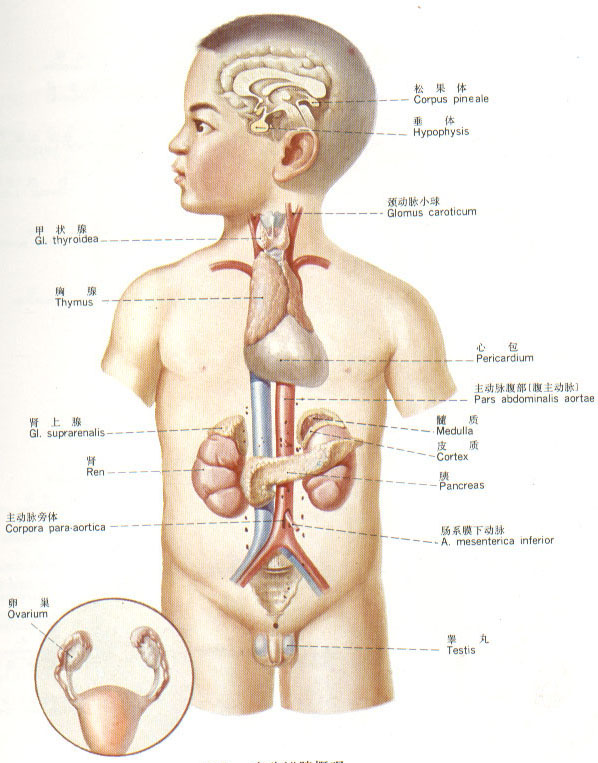 松果体
Corpus pineale
垂体
Hypophysis
颈动脉小球
Glomus caroticum
甲状腺
Gl. thyroidea
胸腺
Thymus
心包
Pericardium
主动脉腹部(腹主动脉)
Pars abdominalis aortae
肾上腺
Gl. suprarenalis
髓质
Medulla
皮质
Cortex
肾
Ren
胰
Pancreas
主动脉旁体
Corpora para-aortica
肠系膜下动脉
A. mesenterica inferior
卵巢
Ovarium
睾丸
Testis